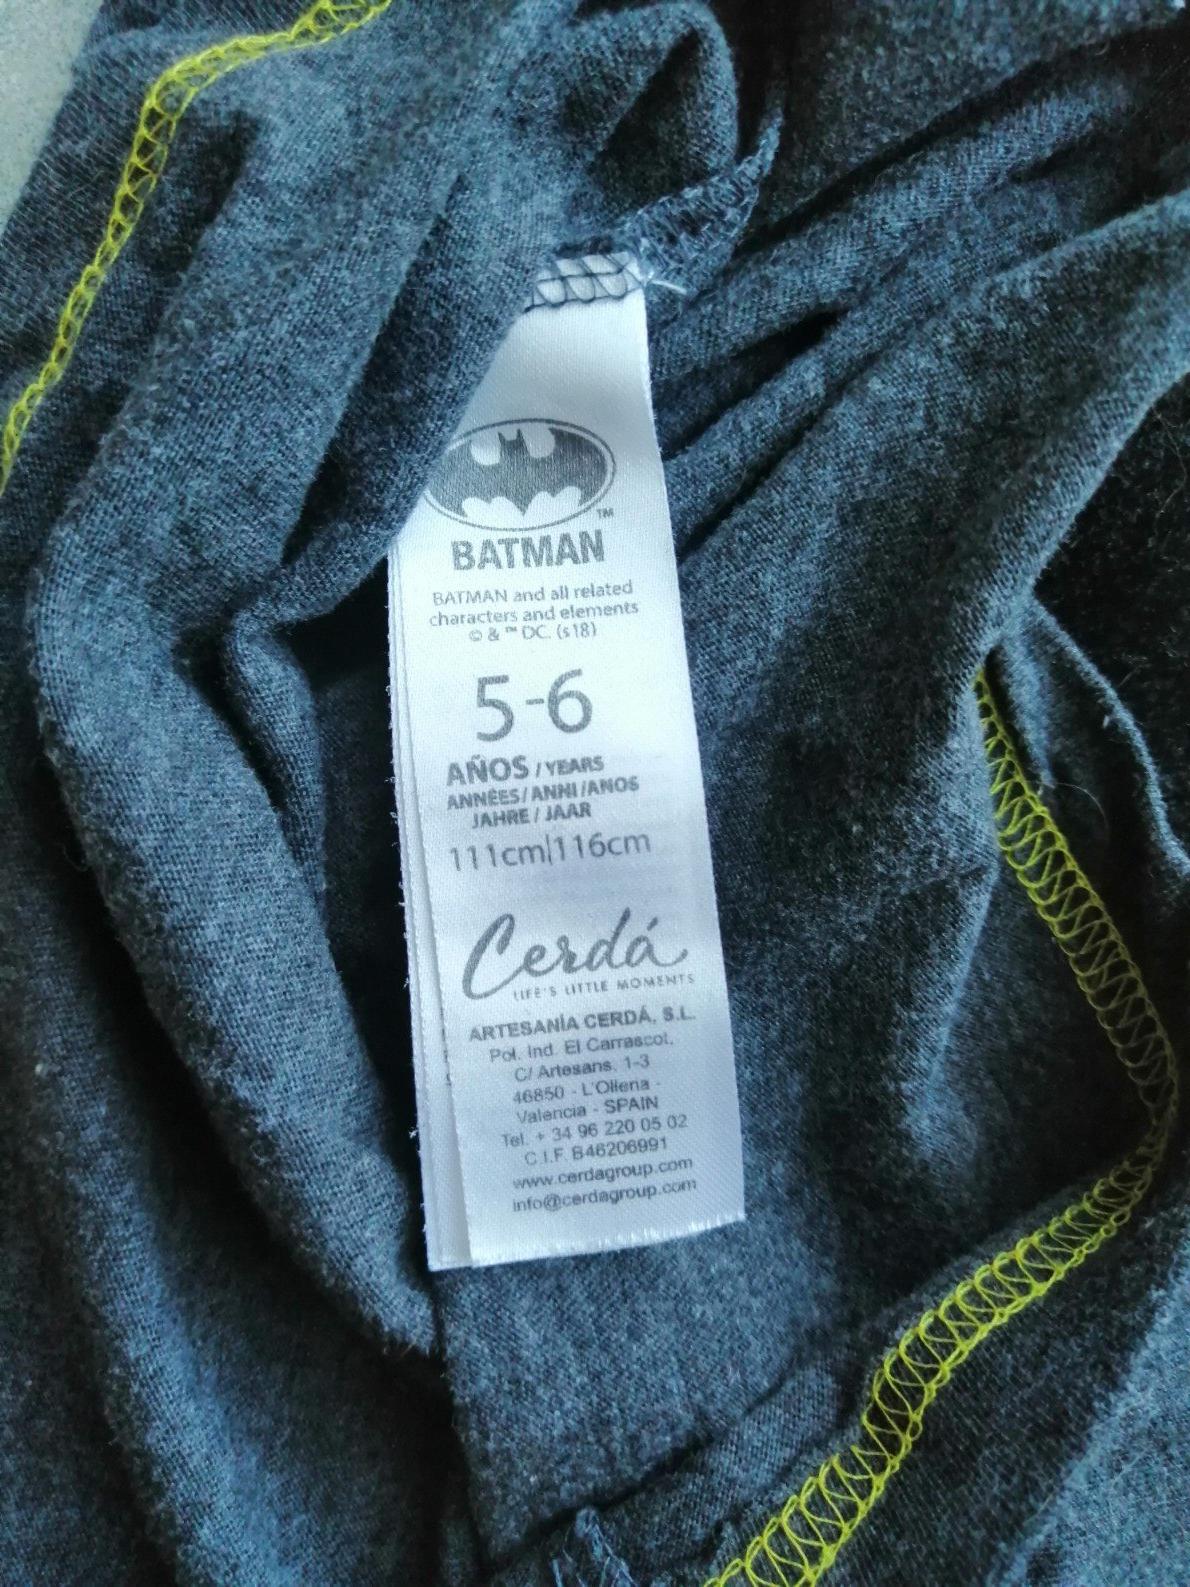 TM
BATMAN
BATMAN and all related
characters and elements
© & ™ DC. (s18)
5-6
AÑOS / YEARS
ANNÉES / ANNI / ANOS
JAHRE / JAAR
111cm|116cm
Cerdá
LIFE'S LITTLE MOMENTS
ARTESANÍA CERDÁ, S.L.
Pol. Ind. El Carrascot,
C/ Artesans, 1-3
46850 - L'Olleria -
Valencia - SPAIN
Tel. + 34 96 220 05 02
C.I.F. B46206991
www.cerdagroup.com
info@cerdagroup.com